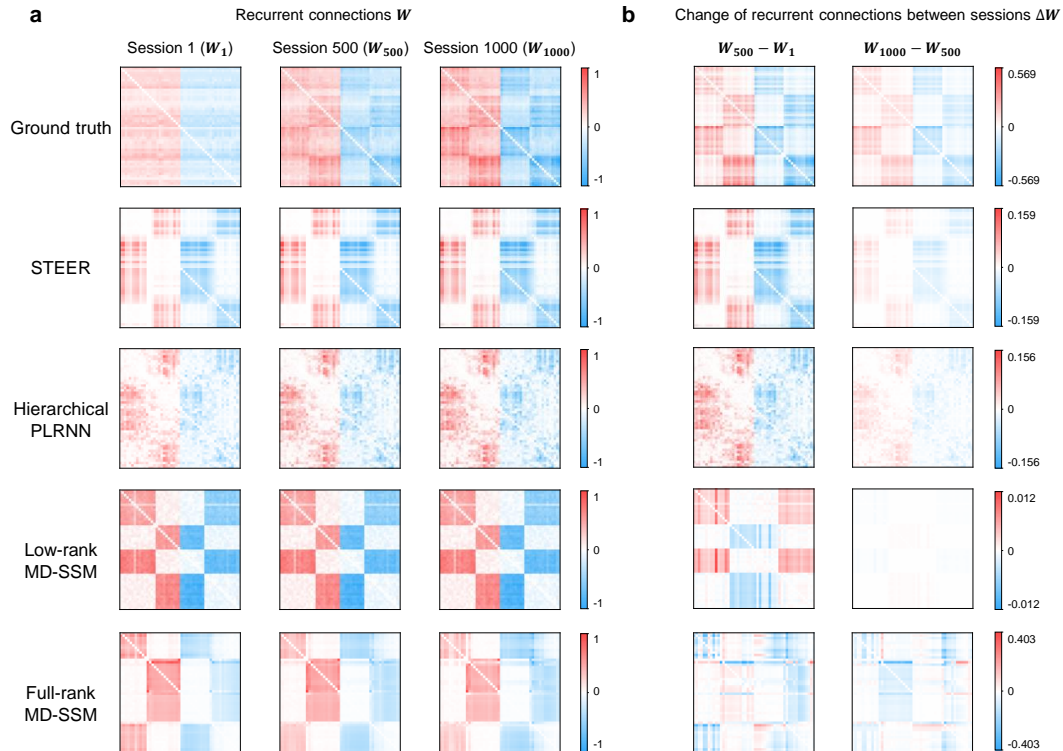 a
Recurrent connections W
b
Change of recurrent connections between sessions ΔW
Session 1 (W₁)
Session 500 (W₅₀₀)
Session 1000 (W₁₀₀₀)
W₅₀₀ − W₁
W₁₀₀₀ − W₅₀₀
Ground truth
1
0
-1
0.569
0
-0.569
STEER
1
0
-1
0.159
0
-0.159
Hierarchical
PLRNN
1
0
-1
0.156
0
-0.156
Low-rank
MD-SSM
1
0
-1
0.012
0
-0.012
Full-rank
MD-SSM
1
0
-1
0.403
0
-0.403